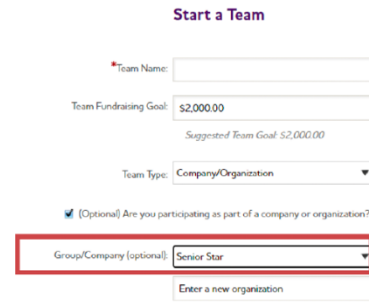 Start a Team
*Team Name:
Team Fundraising Goal: $2,000.00
Suggested Team Goal: $2,000.00
Team Type: Company/Organization
(Optional) Are you participating as part of a company or organization?
Group/Company (optional): Senior Star
Enter a new organization